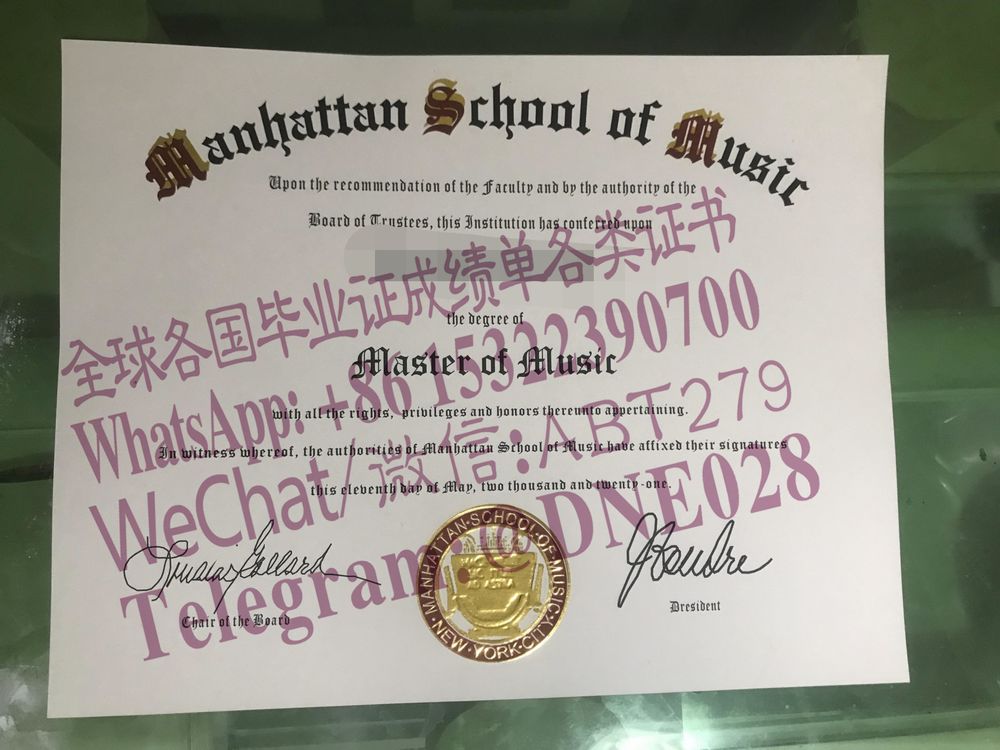 Manhattan School of Music
Upon the recommendation of the Faculty and by the authority of the
Board of Trustees, this Institution has conferred upon
全球各国毕业证成绩单各类证书
the degree of
Master of Music
WhatsApp: +86 15322390700
with all the rights, privileges and honors thereunto appertaining.
WeChat/微信:ABT279
In witness whereof, the authorities of Manhattan School of Music have affixed their signatures
this eleventh day of May, two thousand and twenty-one.
Telegram:@DNE028
MANHATTAN·SCHOOL·OF·MUSIC·
NEW·YORK·CITY
Chair of the Board
Dresident